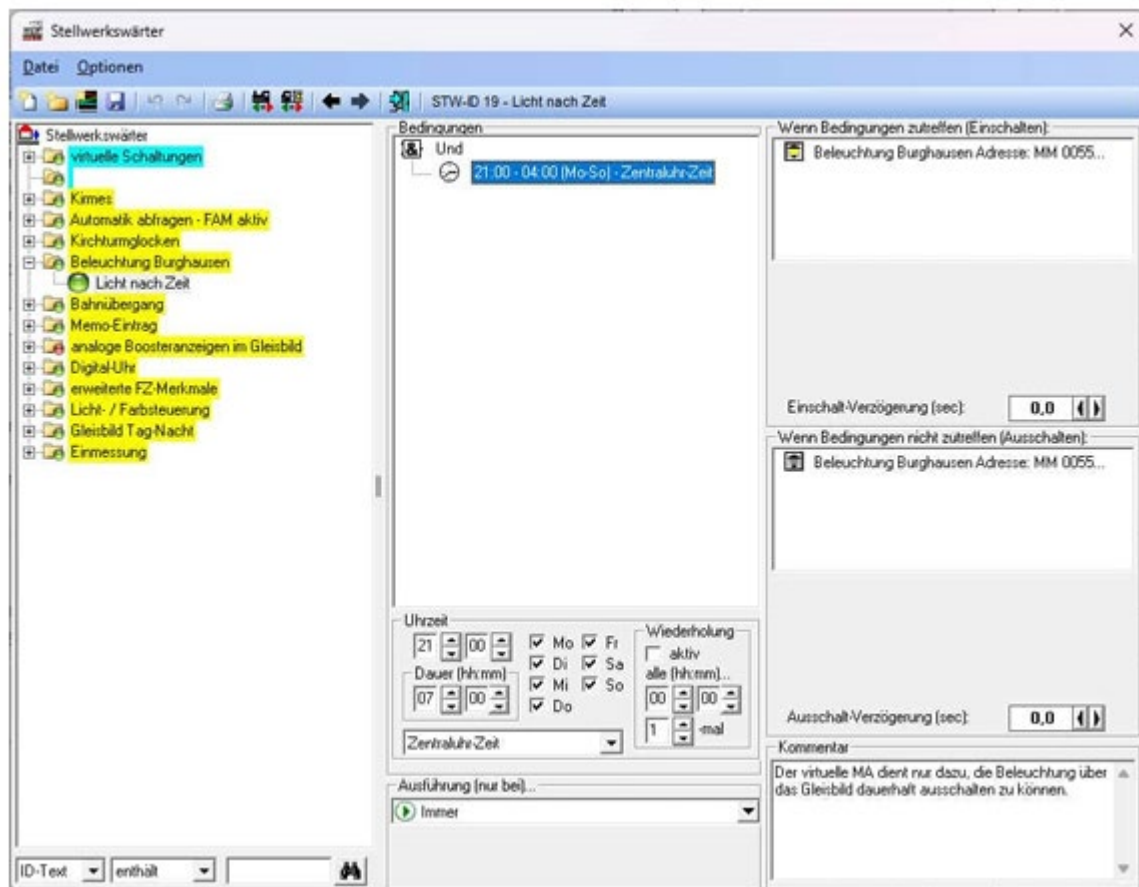 Stellwerkswärter
Datei Optionen
STW-ID 19 - Licht nach Zeit
Stellwerkswärter
virtuelle Schaltungen
Kirmes
Automatik abfragen - FAM aktiv
Kirchturmglocken
Beleuchtung Burghausen
Licht nach Zeit
Bahnübergang
Memo-Eintrag
analoge Boosteranzeigen im Gleisbild
Digital-Uhr
erweiterte FZ-Merkmale
Licht- / Farbsteuerung
Gleisbild Tag-Nacht
Einmessung
ID-Text enthält
Bedingungen
& Und
21:00 - 04:00 (Mo-So) - Zentraluhr-Zeit
Uhrzeit
21 00
Dauer (hh:mm)
07 00
Mo Fr
Di Sa
Mi So
Do
Zentraluhr-Zeit
Wiederholung
aktiv
alle (hh:mm)...
00 00
1 -mal
Ausführung (nur bei)...
Immer
Wenn Bedingungen zutreffen (Einschalten):
Beleuchtung Burghausen Adresse: MM 0055...
Einschalt-Verzögerung (sec): 0,0
Wenn Bedingungen nicht zutreffen (Ausschalten):
Beleuchtung Burghausen Adresse: MM 0055...
Ausschalt-Verzögerung (sec): 0,0
Kommentar
Der virtuelle MA dient nur dazu, die Beleuchtung über
das Gleisbild dauerhaft ausschalten zu können.